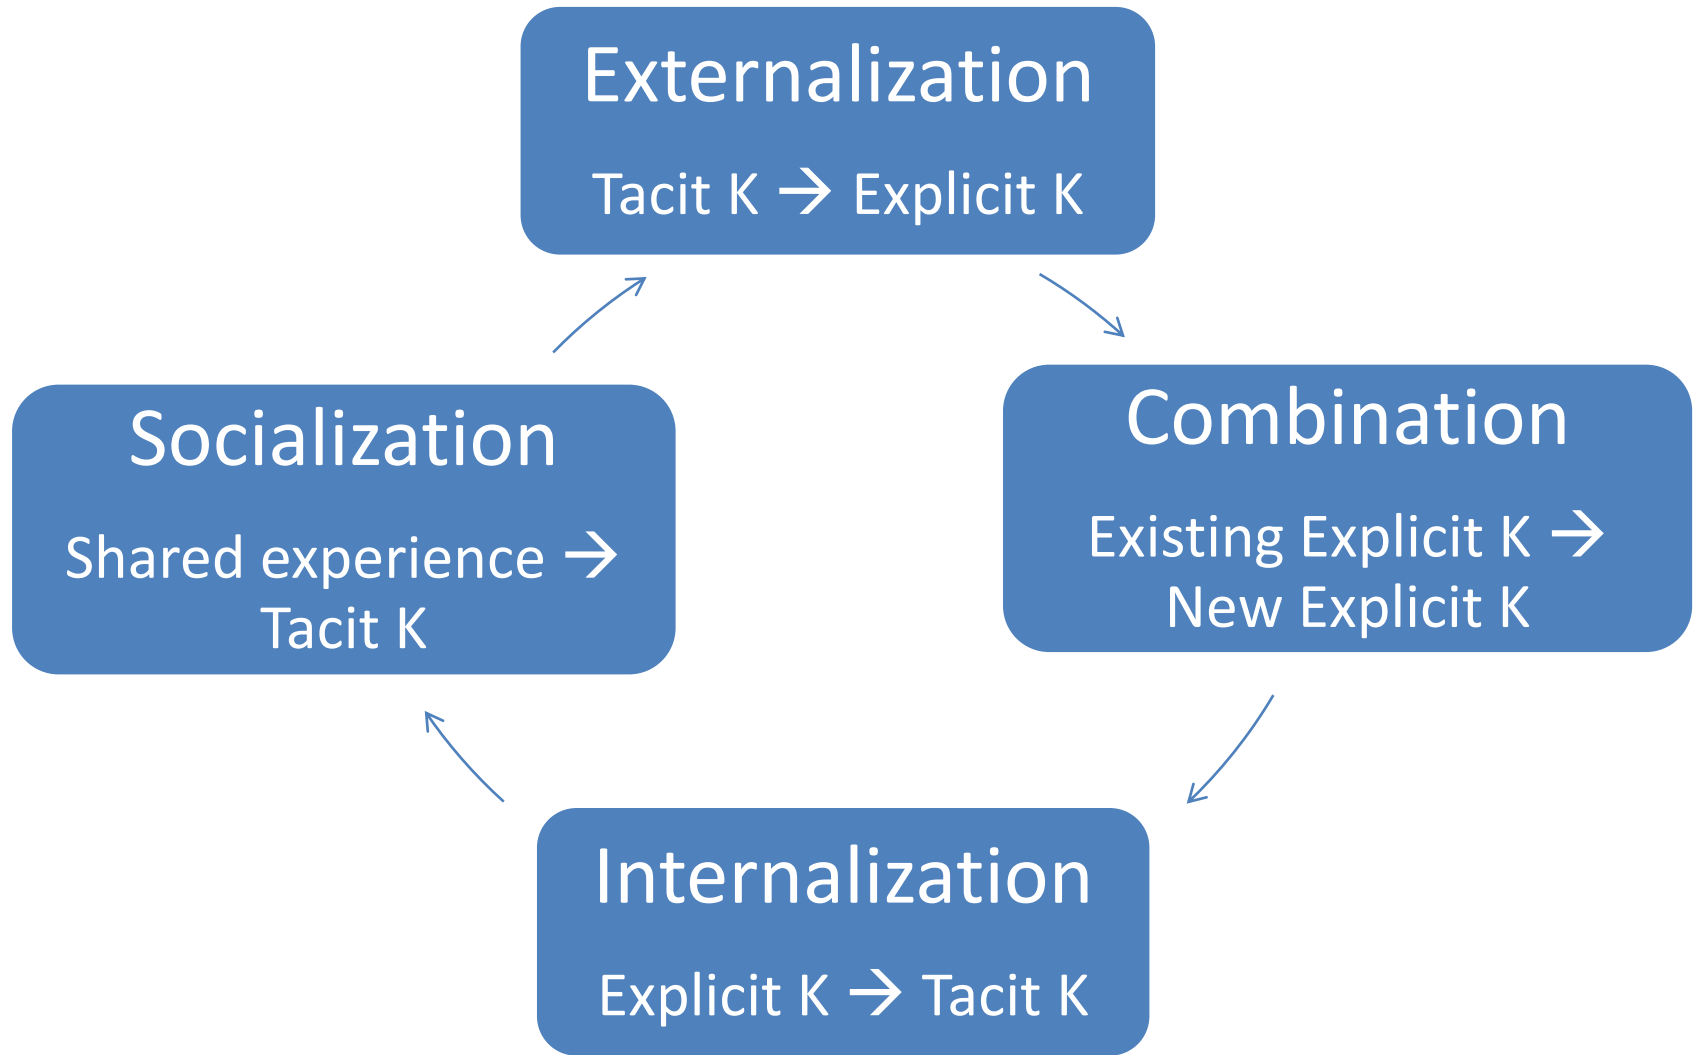 Externalization
Tacit K → Explicit K
Socialization
Shared experience →
Tacit K
Combination
Existing Explicit K →
New Explicit K
Internalization
Explicit K → Tacit K